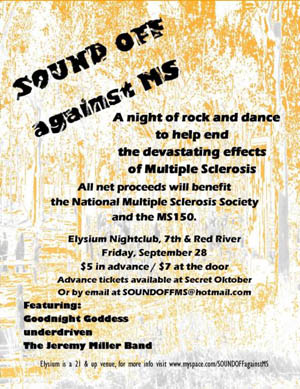 SOUND OFF
against MS
A night of rock and dance
to help end
the devastating effects
of Multiple Sclerosis
All net proceeds will benefit
the National Multiple Sclerosis Society
and the MS150.
Elysium Nightclub, 7th & Red River
Friday, September 28
$5 in advance / $7 at the door
Advance tickets available at Secret Oktober
Or by email at SOUNDOFFMS@hotmail.com
Featuring:
Goodnight Goddess
underdriven
The Jeremy Miller Band
Elysium is a 21 & up venue, for more info visit www.myspace.com/SOUNDOFFagainstMS